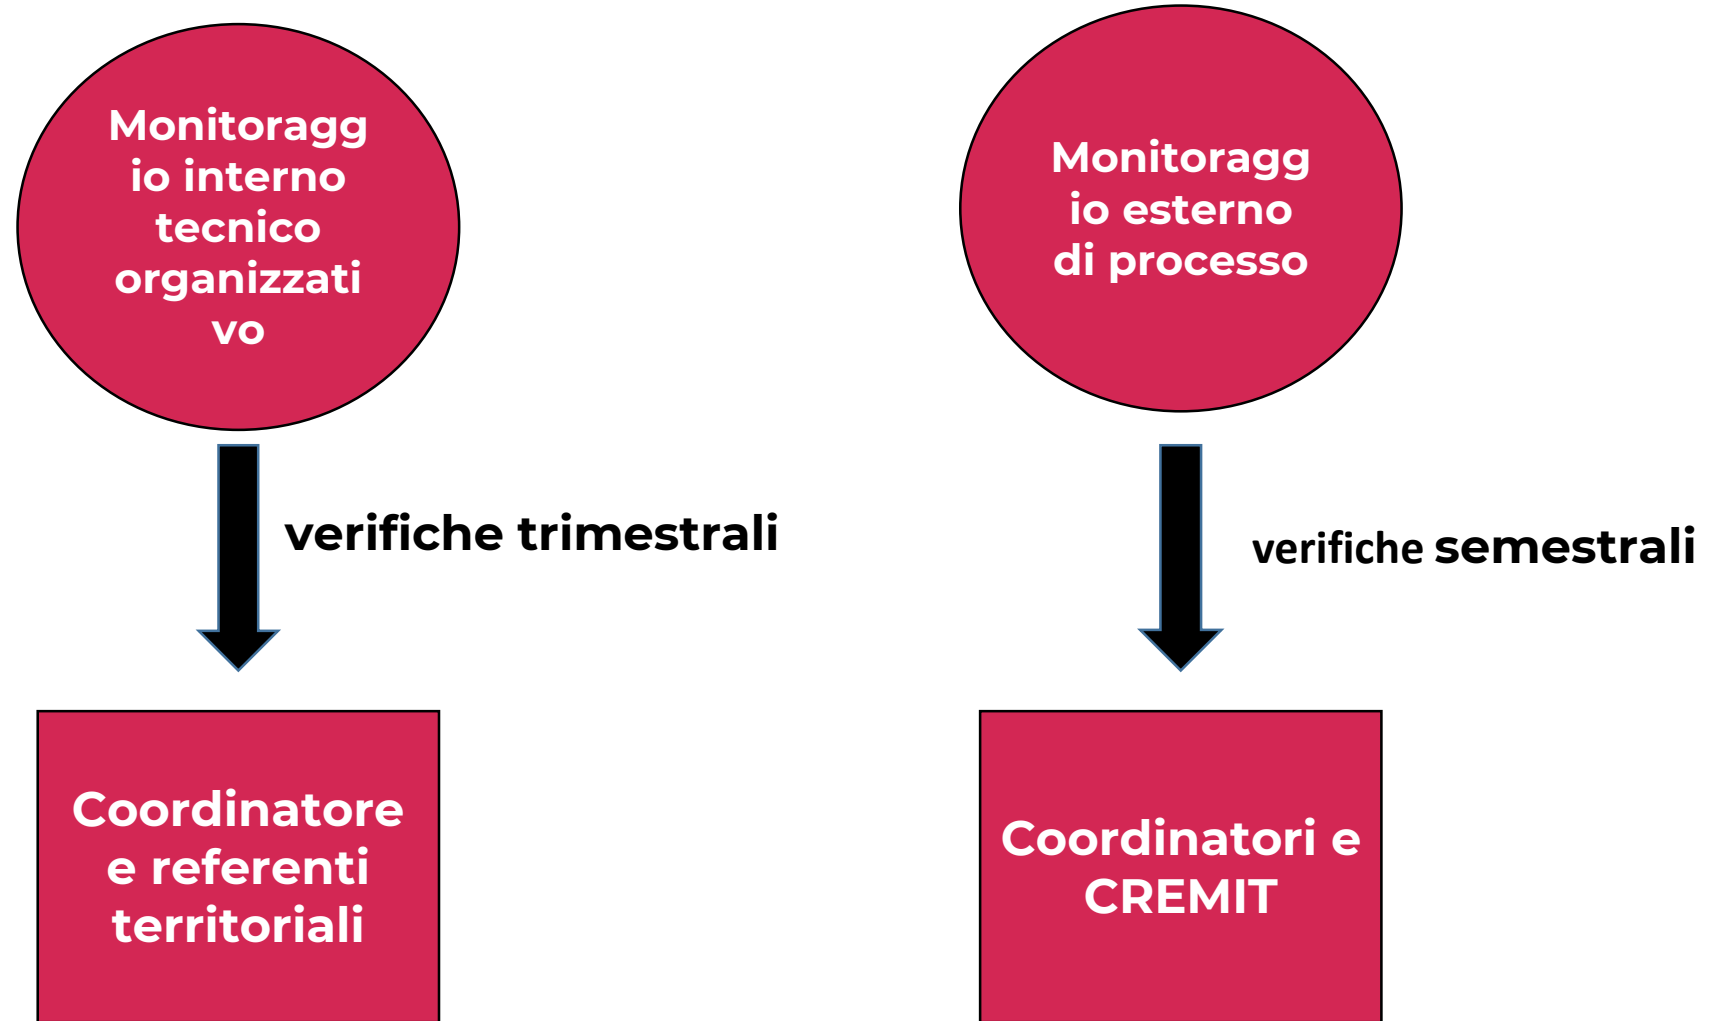 Monitoragg
io interno
tecnico
organizzati
vo
verifiche trimestrali
Coordinatore
e referenti
territoriali
Monitoragg
io esterno
di processo
verifiche semestrali
Coordinatori e
CREMIT